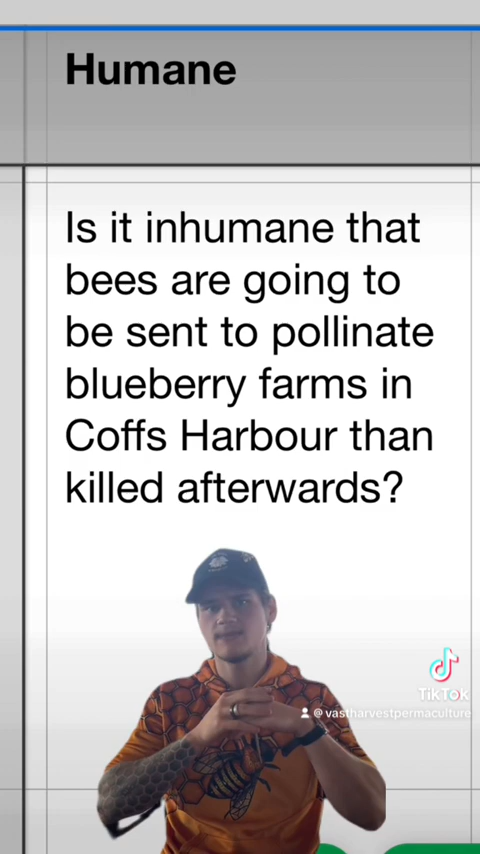 Humane
Is it inhumane that
bees are going to
be sent to pollinate
blueberry farms in
Coffs Harbour than
killed afterwards?
TikTok
@vastharvestpermaculture